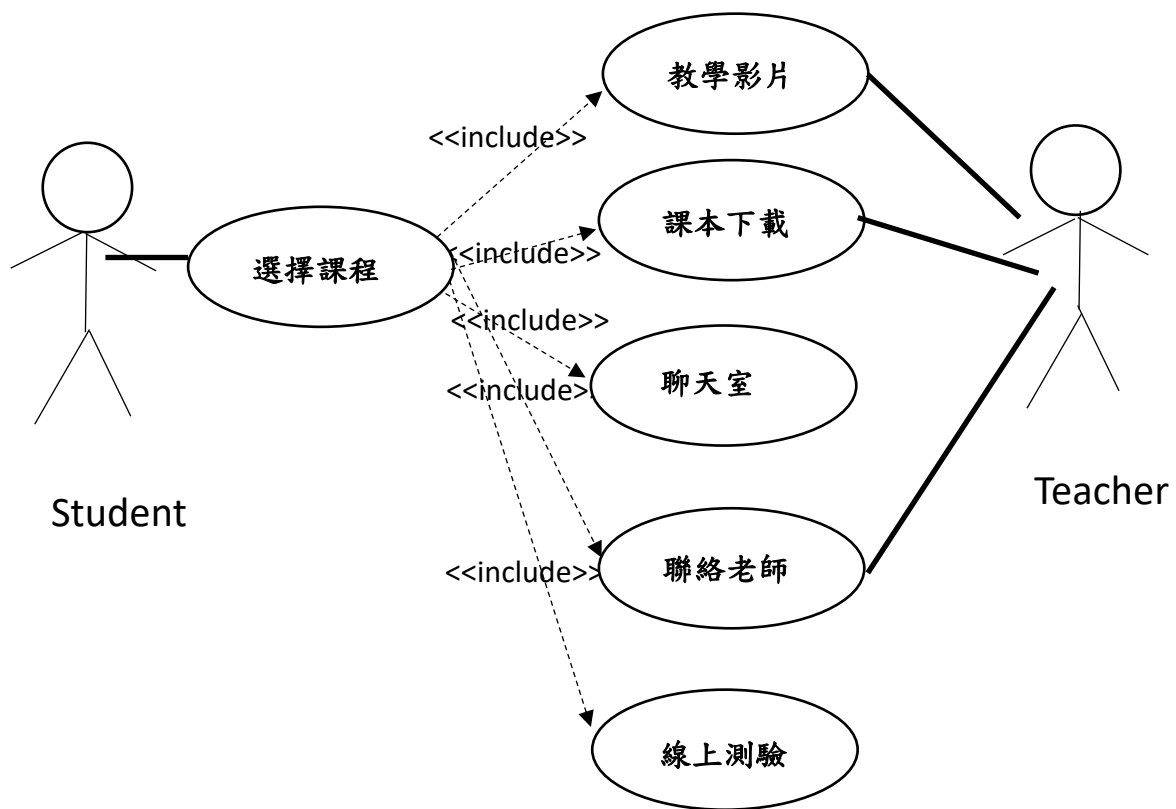 教學影片
<<include>>
課本下載
<<include>>
選擇課程
<<include>>
聊天室
<<include>
Student
Teacher
聯絡老師
<<include>>
線上測驗